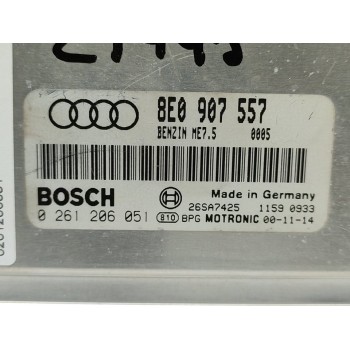 8E0 907 557
BENZIN ME7.5 0005
BOSCH
Made in Germany
26SA7425 1159 0933
0 261 206 051
810 BPG MOTRONIC 00-11-14